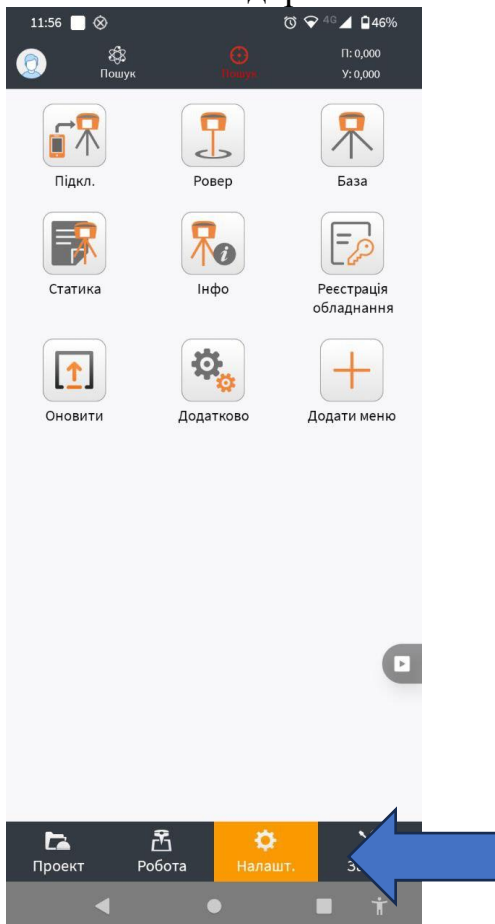 11:56 4G 46%
Пошук Пошук П: 0,000
У: 0,000
Підкл. Ровер База
Статика Інфо Реєстрація
обладнання
Оновити Додатково Додати меню
Проект Робота Налашт.